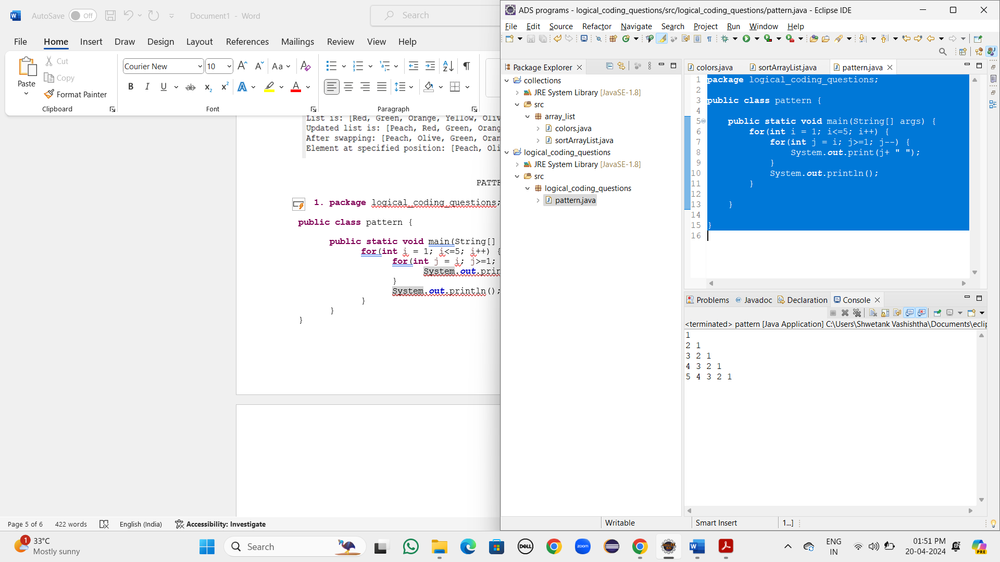 AutoSave Off Document1 - Word Search
File Home Insert Draw Design Layout References Mailings Review View Help
Paste Cut Copy Format Painter Clipboard
Courier New 10 Aa Font
Paragraph
List is: [Red, Green, Orange, Yellow, Oliv
Updated list is: [Peach, Red, Green, Orang
After swapping: [Peach, Olive, Green, Oran
Element at specified position: [Peach, Oli
PATTE
1. package logical_coding_questions;
public class pattern {
public static void main(String[]
for(int i = 1; i<=5; i++) {
for(int j = i; j>=1;
System.out.prin
}
System.out.println();
}
}
}
Page 5 of 6 422 words English (India) Accessibility: Investigate
ADS programs - logical_coding_questions/src/logical_coding_questions/pattern.java - Eclipse IDE
File Edit Source Refactor Navigate Search Project Run Window Help
Package Explorer
collections
JRE System Library [JavaSE-1.8]
src
array_list
colors.java
sortArrayList.java
logical_coding_questions
JRE System Library [JavaSE-1.8]
src
logical_coding_questions
pattern.java
colors.java sortArrayList.java pattern.java
1 package logical_coding_questions;
2
3 public class pattern {
4
5 public static void main(String[] args) {
6 for(int i = 1; i<=5; i++) {
7 for(int j = i; j>=1; j--) {
8 System.out.print(j+ " ");
9 }
10 System.out.println();
11 }
12
13 }
14
15 }
16
Problems Javadoc Declaration Console
<terminated> pattern [Java Application] C:\Users\Shwetank Vashishtha\Documents\eclip
1
2 1
3 2 1
4 3 2 1
5 4 3 2 1
Writable Smart Insert 1...]
1 33°C
Mostly sunny
Search
DELL
zoom
ENG
IN
01:51 PM
20-04-2024
PRE